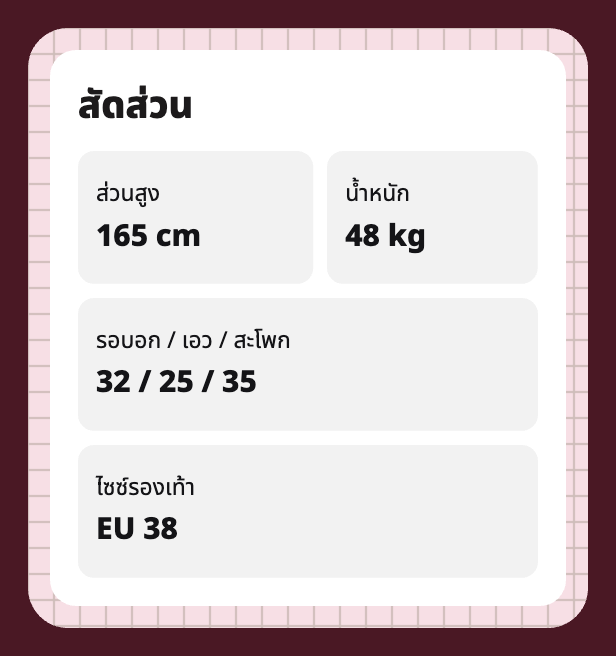 สัดส่วน
ส่วนสูง
165 cm
น้ำหนัก
48 kg
รอบอก / เอว / สะโพก
32 / 25 / 35
ไซซ์รองเท้า
EU 38